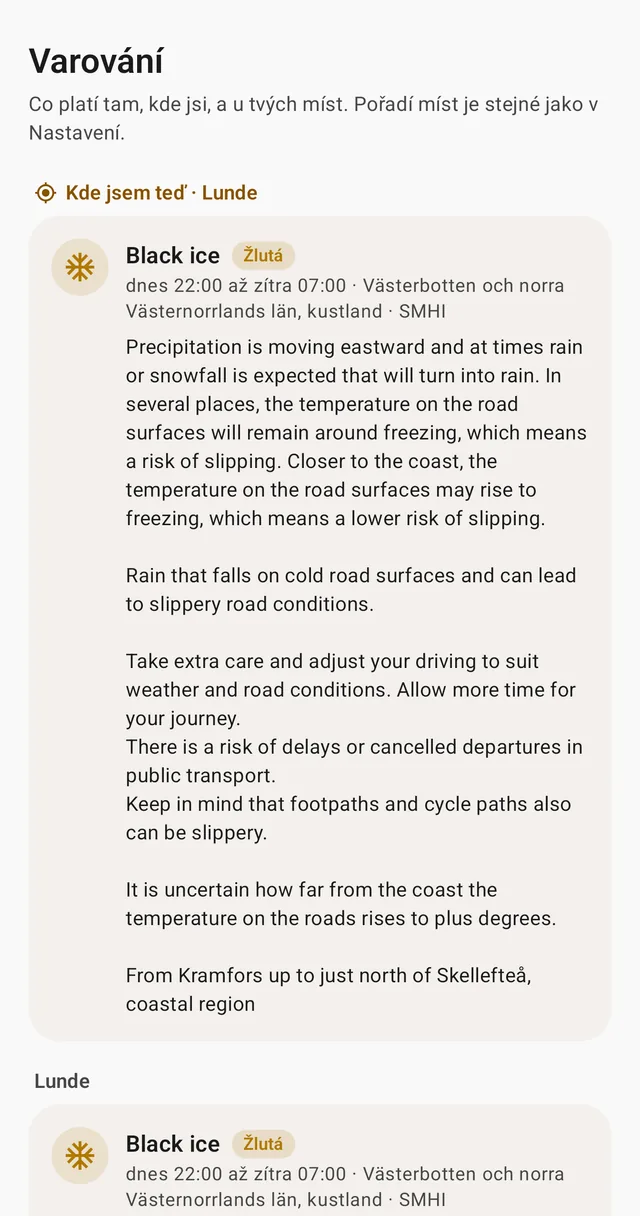 Varování
Co platí tam, kde jsi, a u tvých míst. Pořadí míst je stejné jako v
Nastavení.
Kde jsem teď · Lunde
Black ice Žlutá
dnes 22:00 až zítra 07:00 · Västerbotten och norra
Västernorrlands län, kustland · SMHI
Precipitation is moving eastward and at times rain
or snowfall is expected that will turn into rain. In
several places, the temperature on the road
surfaces will remain around freezing, which means
a risk of slipping. Closer to the coast, the
temperature on the road surfaces may rise to
freezing, which means a lower risk of slipping.
Rain that falls on cold road surfaces and can lead
to slippery road conditions.
Take extra care and adjust your driving to suit
weather and road conditions. Allow more time for
your journey.
There is a risk of delays or cancelled departures in
public transport.
Keep in mind that footpaths and cycle paths also
can be slippery.
It is uncertain how far from the coast the
temperature on the roads rises to plus degrees.
From Kramfors up to just north of Skellefteå,
coastal region
Lunde
Black ice Žlutá
dnes 22:00 až zítra 07:00 · Västerbotten och norra
Västernorrlands län, kustland · SMHI